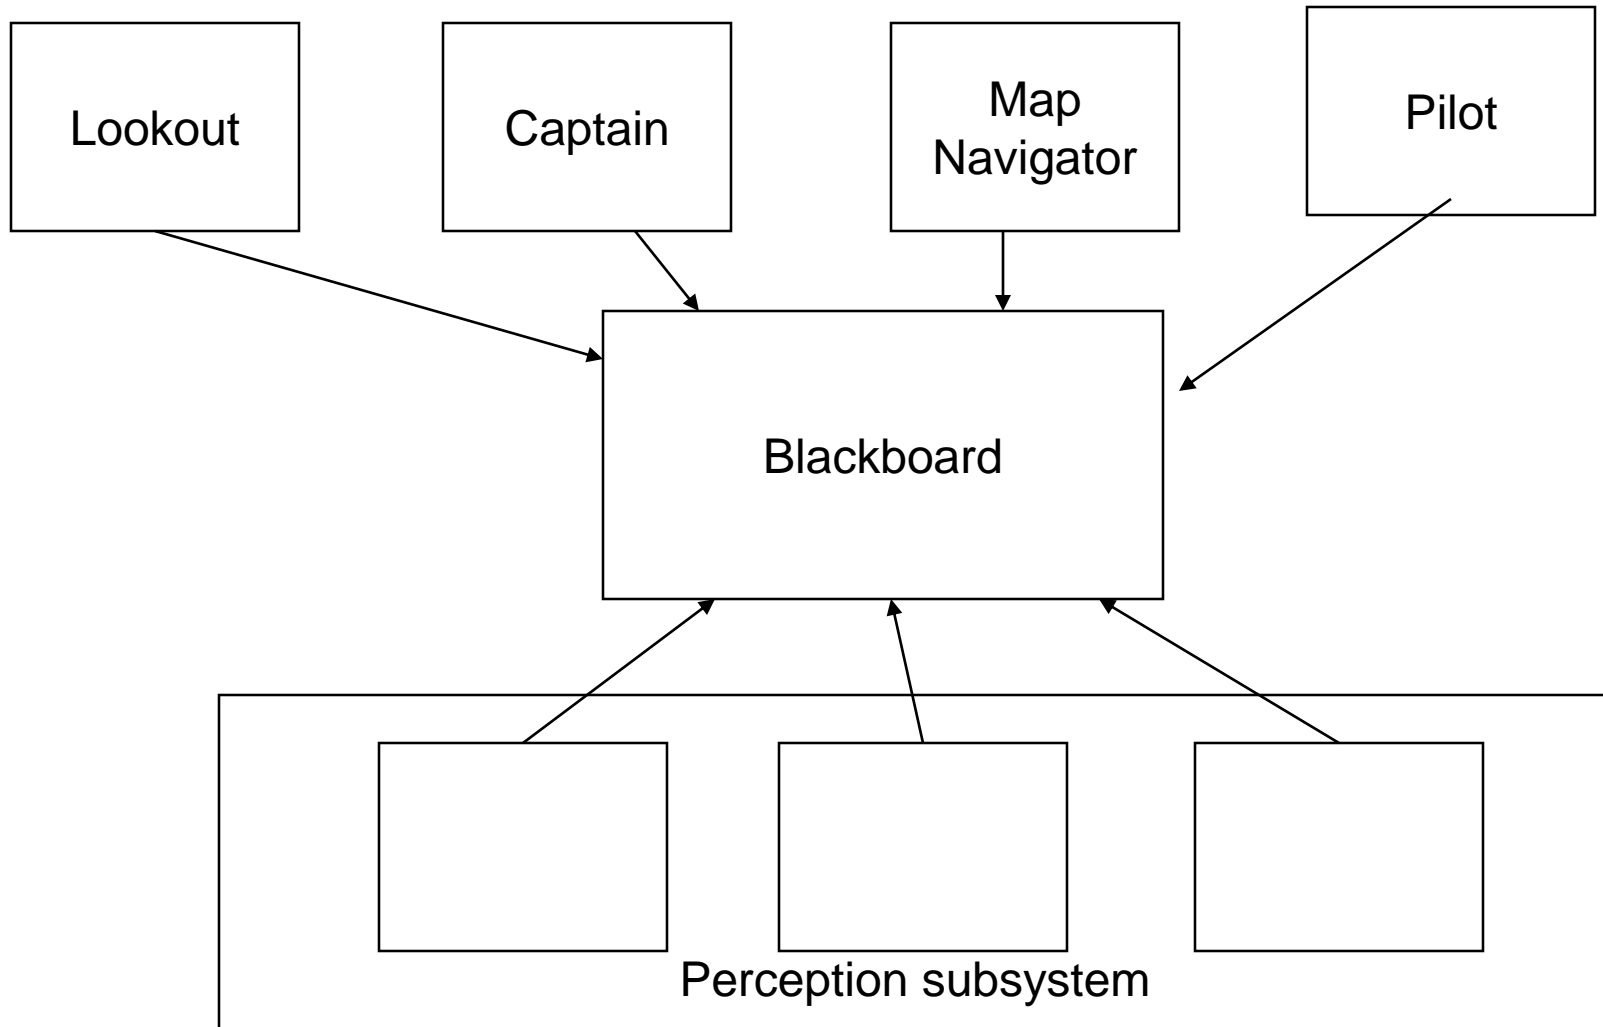 Lookout
Captain
Map
Navigator
Pilot
Blackboard
Perception subsystem